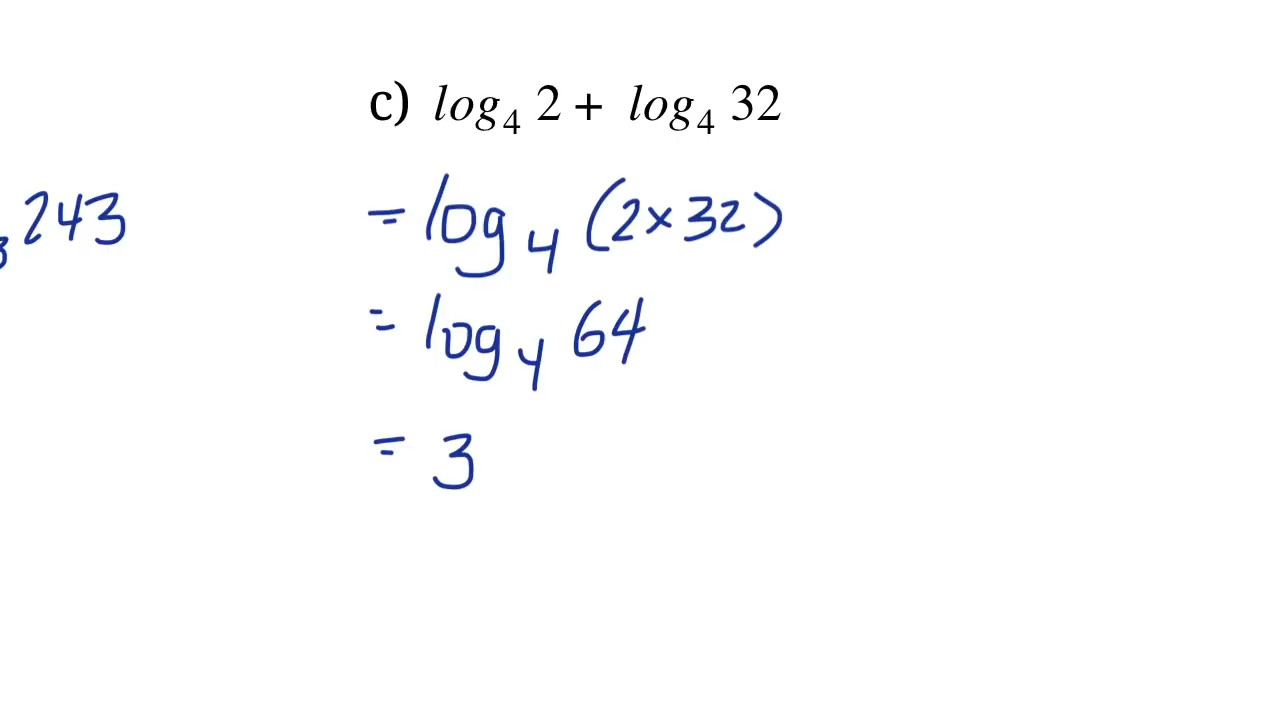 c) log₄ 2 + log₄ 32
243
= log₄ (2 × 32)
= log₄ 64
= 3